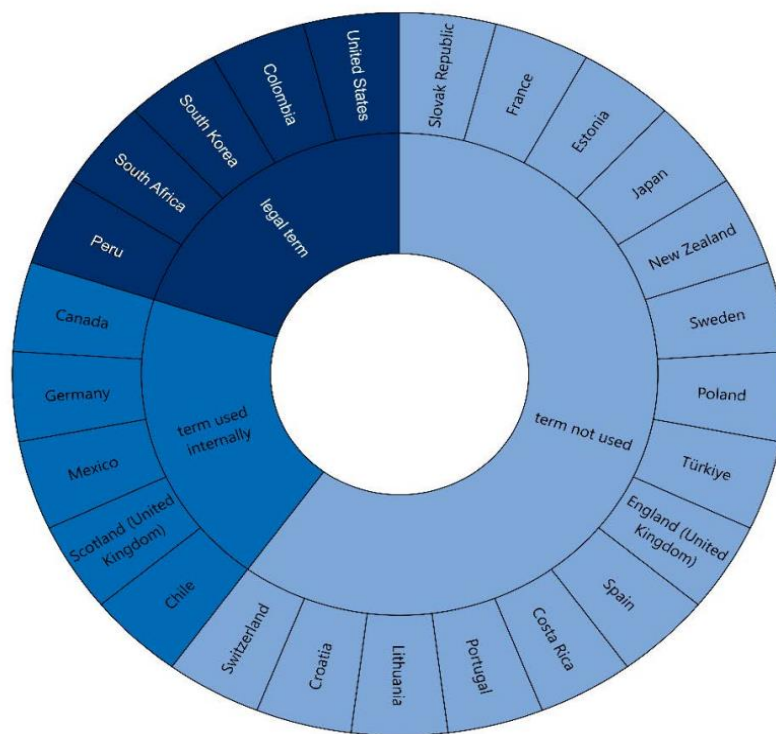 United States
Colombia
South Korea
South Africa
Peru
legal term
Canada
Germany
Mexico
Scotland (United
Kingdom)
Chile
term used
internally
Slovak Republic
France
Estonia
Japan
New Zealand
Sweden
Poland
Türkiye
England (United
Kingdom)
Spain
Costa Rica
Portugal
Lithuania
Croatia
Switzerland
term not used